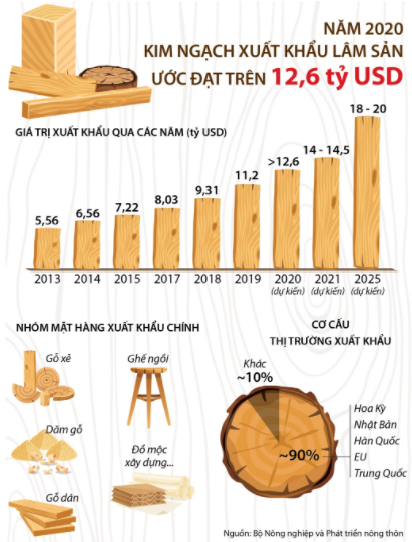 NĂM 2020
KIM NGẠCH XUẤT KHẨU LÂM SẢN
ƯỚC ĐẠT TRÊN 12,6 tỷ USD
GIÁ TRỊ XUẤT KHẨU QUA CÁC NĂM (tỷ USD)
5,56
6,56
7,22
8,03
9,31
11,2
>12,6
14 - 14,5
18 - 20
2013
2014
2015
2017
2018
2019
2020
(dự kiến)
2021
(dự kiến)
2025
(dự kiến)
NHÓM MẶT HÀNG XUẤT KHẨU CHÍNH
Gỗ xẻ
Ghế ngồi
Dăm gỗ
Đồ mộc
xây dựng...
Gỗ dán
CƠ CẤU
THỊ TRƯỜNG XUẤT KHẨU
Khác
~10%
~90%
Hoa Kỳ
Nhật Bản
Hàn Quốc
EU
Trung Quốc
Nguồn: Bộ Nông nghiệp và Phát triển nông thôn